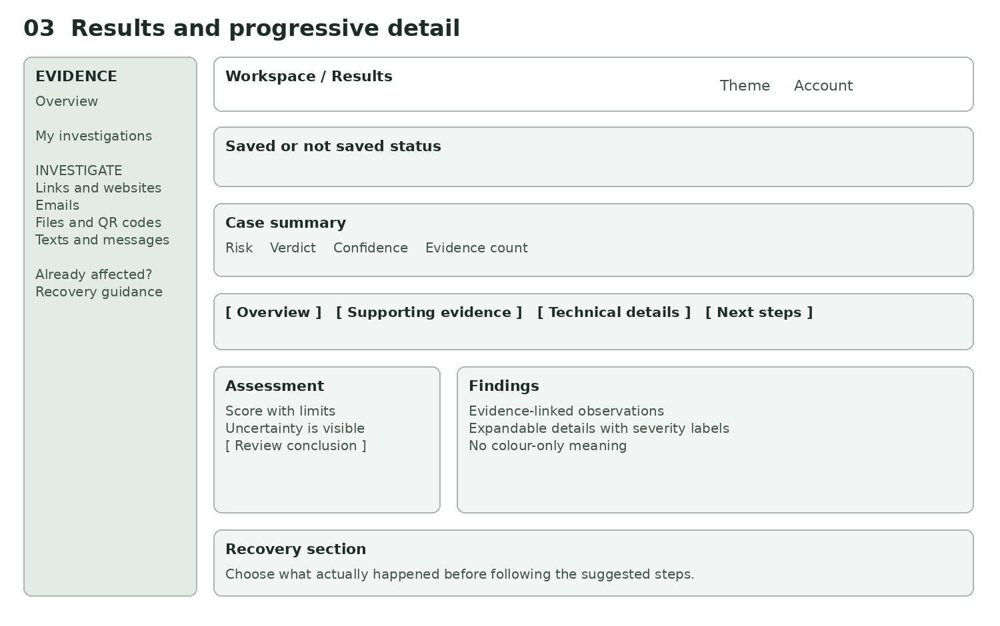 03 Results and progressive detail
EVIDENCE
Overview
My investigations
INVESTIGATE
Links and websites
Emails
Files and QR codes
Texts and messages
Already affected?
Recovery guidance
Workspace / Results
Theme Account
Saved or not saved status
Case summary
Risk Verdict Confidence Evidence count
[ Overview ] [ Supporting evidence ] [ Technical details ] [ Next steps ]
Assessment
Score with limits
Uncertainty is visible
[ Review conclusion ]
Findings
Evidence-linked observations
Expandable details with severity labels
No colour-only meaning
Recovery section
Choose what actually happened before following the suggested steps.